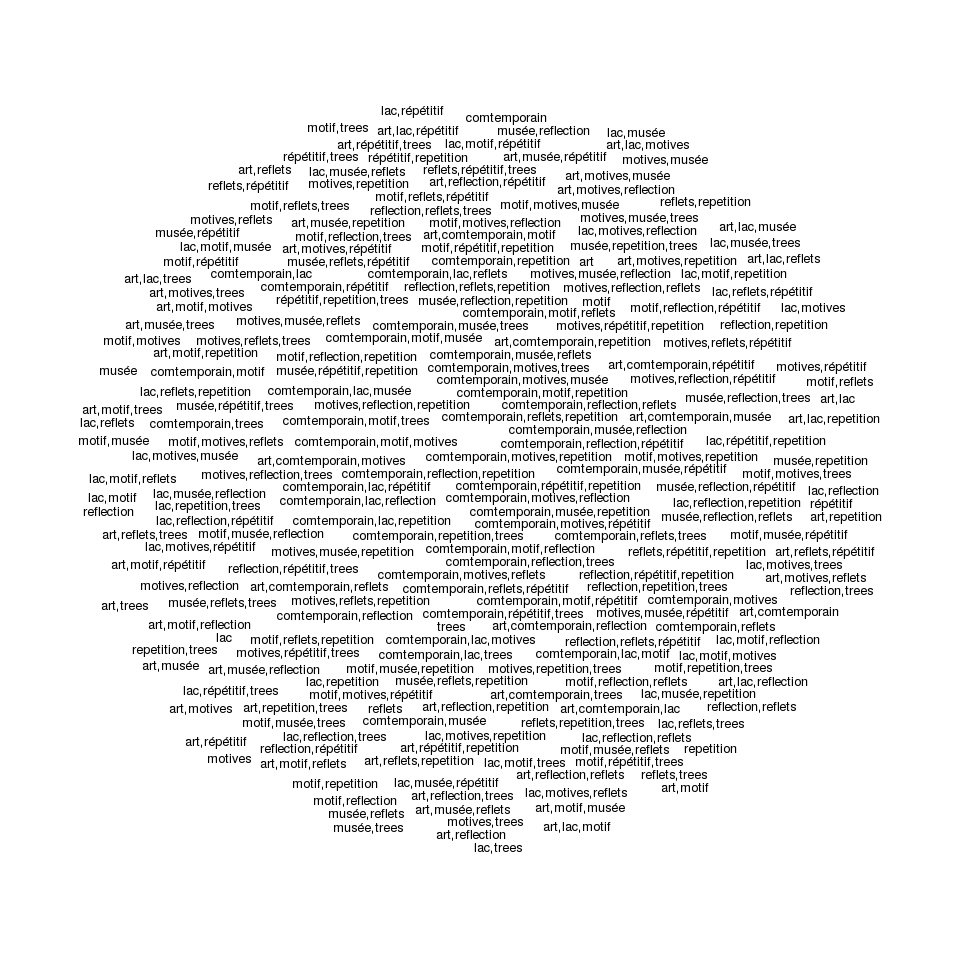 lac,répétitif
comtemporain
motif,trees art,lac,répétitif musée,reflection lac,musée
art,répétitif,trees lac,motif,répétitif art,lac,motives
répétitif,trees répétitif,repetition art,musée,répétitif motives,musée
art,reflets lac,musée,reflets reflets,répétitif,trees art,motives,musée
reflets,répétitif motives,repetition art,reflection,répétitif art,motives,reflection
motif,reflets,répétitif
motif,reflets,trees reflection,reflets,trees motif,motives,musée reflets,repetition
motives,reflets art,musée,repetition motif,motives,reflection motives,musée,trees
musée,répétitif motif,reflection,trees art,comtemporain,motif lac,motives,reflection art,lac,musée
lac,motif,musée art,motives,répétitif motif,répétitif,repetition musée,repetition,trees lac,musée,trees
motif,répétitif musée,reflets,répétitif comtemporain,repetition art art,motives,repetition art,lac,reflets
art,lac,trees comtemporain,lac comtemporain,lac,reflets motives,musée,reflection lac,motif,repetition
art,motives,trees comtemporain,répétitif reflection,reflets,repetition motives,reflection,reflets lac,reflets,répétitif
art,motif,motives répétitif,repetition,trees musée,reflection,repetition motif motif,reflection,répétitif lac,motives
comtemporain,motif,reflets
art,musée,trees motives,musée,reflets comtemporain,musée,trees motives,répétitif,repetition reflection,repetition
motif,motives motives,reflets,trees comtemporain,motif,musée art,comtemporain,repetition motives,reflets,répétitif
art,motif,repetition motif,reflection,repetition comtemporain,musée,reflets
musée comtemporain,motif musée,répétitif,repetition comtemporain,motives,trees art,comtemporain,répétitif motives,répétitif
comtemporain,motives,musée motives,reflection,répétitif motif,reflets
lac,reflets,repetition comtemporain,lac,musée comtemporain,motif,repetition musée,reflection,trees art,lac
art,motif,trees musée,répétitif,trees motives,reflection,repetition comtemporain,reflection,reflets
lac,reflets comtemporain,trees comtemporain,motif,trees comtemporain,reflets,repetition art,comtemporain,musée art,lac,repetition
comtemporain,musée,reflection
motif,musée motif,motives,reflets comtemporain,motif,motives comtemporain,reflection,répétitif lac,répétitif,repetition
lac,motives,musée art,comtemporain,motives comtemporain,motives,repetition motif,motives,repetition musée,repetition
lac,motif,reflets motives,reflection,trees comtemporain,reflection,repetition comtemporain,musée,répétitif motif,motives,trees
lac,motif lac,musée,reflection comtemporain,lac,répétitif comtemporain,répétitif,repetition musée,reflection,répétitif lac,reflection
reflection lac,repetition,trees comtemporain,lac,reflection comtemporain,motives,reflection lac,reflection,repetition répétitif
lac,reflection,répétitif comtemporain,lac,repetition comtemporain,musée,repetition musée,reflection,reflets art,repetition
comtemporain,motives,répétitif
art,reflets,trees motif,musée,reflection comtemporain,repetition,trees comtemporain,reflets,trees motif,musée,répétitif
lac,motives,répétitif motives,musée,repetition comtemporain,motif,reflection reflets,répétitif,repetition art,reflets,répétitif
art,motif,répétitif reflection,répétitif,trees comtemporain,reflection,trees lac,motives,trees
comtemporain,motives,reflets reflection,répétitif,repetition art,motives,reflets
motives,reflection art,comtemporain,reflets comtemporain,reflets,répétitif reflection,repetition,trees reflection,trees
art,trees musée,reflets,trees motives,reflets,repetition comtemporain,motif,répétitif comtemporain,motives
comtemporain,reflection comtemporain,répétitif,trees motives,musée,répétitif art,comtemporain
art,motif,reflection trees art,comtemporain,reflection comtemporain,reflets
lac motif,reflets,repetition comtemporain,lac,motives reflection,reflets,répétitif lac,motif,reflection
repetition,trees motives,répétitif,trees comtemporain,lac,trees comtemporain,lac,motif lac,motif,motives
art,musée art,musée,reflection motif,musée,repetition motives,repetition,trees motif,repetition,trees
lac,repetition musée,reflets,repetition motif,reflection,reflets art,lac,reflection
lac,répétitif,trees motif,motives,répétitif art,comtemporain,trees lac,musée,repetition
art,motives art,repetition,trees reflets art,reflection,repetition art,comtemporain,lac reflection,reflets
motif,musée,trees comtemporain,musée reflets,repetition,trees lac,reflets,trees
art,répétitif lac,reflection,trees lac,motives,repetition lac,reflection,reflets
reflection,répétitif art,répétitif,repetition motif,musée,reflets repetition
motives art,motif,reflets art,reflets,repetition lac,motif,trees motif,répétitif,trees
art,reflection,reflets reflets,trees
motif,repetition lac,musée,répétitif art,motif
motif,reflection art,reflection,trees lac,motives,reflets
musée,reflets art,musée,reflets art,motif,musée
musée,trees motives,trees art,lac,motif
art,reflection
lac,trees